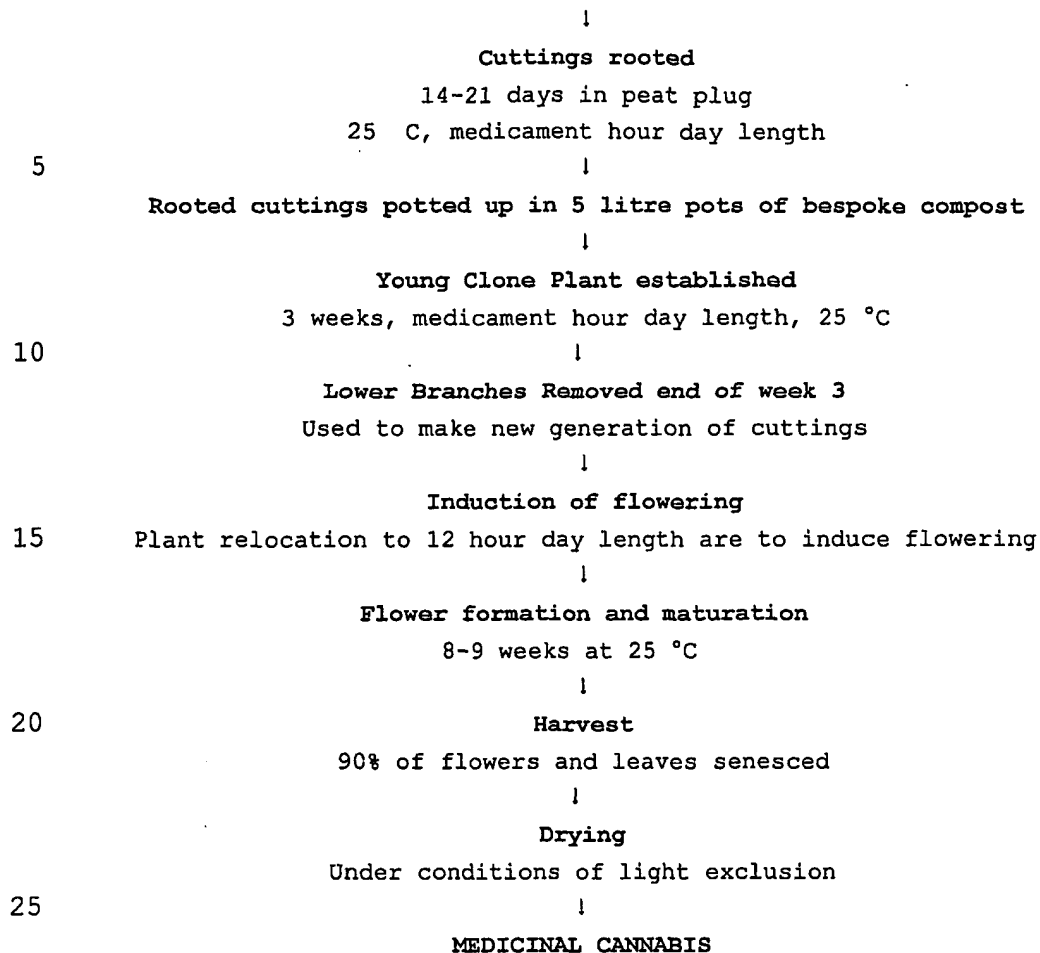 ↓
Cuttings rooted
14-21 days in peat plug
25 C, medicament hour day length
5 ↓
Rooted cuttings potted up in 5 litre pots of bespoke compost
↓
Young Clone Plant established
3 weeks, medicament hour day length, 25 °C
10 ↓
Lower Branches Removed end of week 3
Used to make new generation of cuttings
↓
Induction of flowering
15 Plant relocation to 12 hour day length are to induce flowering
↓
Flower formation and maturation
8-9 weeks at 25 °C
↓
20 Harvest
90% of flowers and leaves senesced
↓
Drying
Under conditions of light exclusion
25 ↓
MEDICINAL CANNABIS